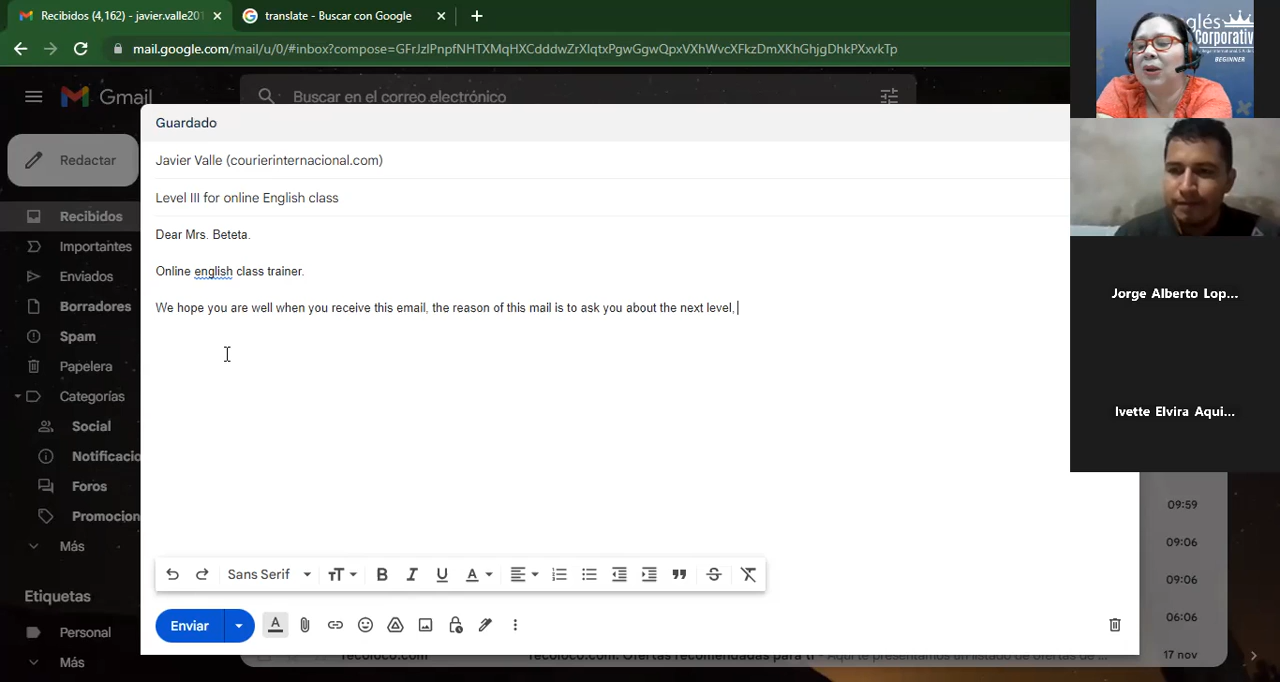 Recibidos (4,162) - javier.valle201
translate - Buscar con Google
mail.google.com/mail/u/0/#inbox?compose=GFrJzlPnpfNHTXMqHXCdddwZrXlqtxPgwGgwQpxVXhWvcXFkzDmXKhGhjgDhkPXxvkTp
Gmail
Buscar en el correo electrónico
Redactar
Recibidos
Importantes
Enviados
Borradores
Spam
Papelera
Categorías
Social
Notificacio
Foros
Promocion
Más
Etiquetas
Personal
Más
Guardado
Javier Valle (courierinternacional.com)
Level III for online English class
Dear Mrs. Beteta.
Online english class trainer.
We hope you are well when you receive this email, the reason of this mail is to ask you about the next level,
Sans Serif
Enviar
glés
Corporativ
BEGINNER
Jorge Alberto Lop...
Ivette Elvira Aqui...
09:59
09:06
09:06
06:06
17 nov